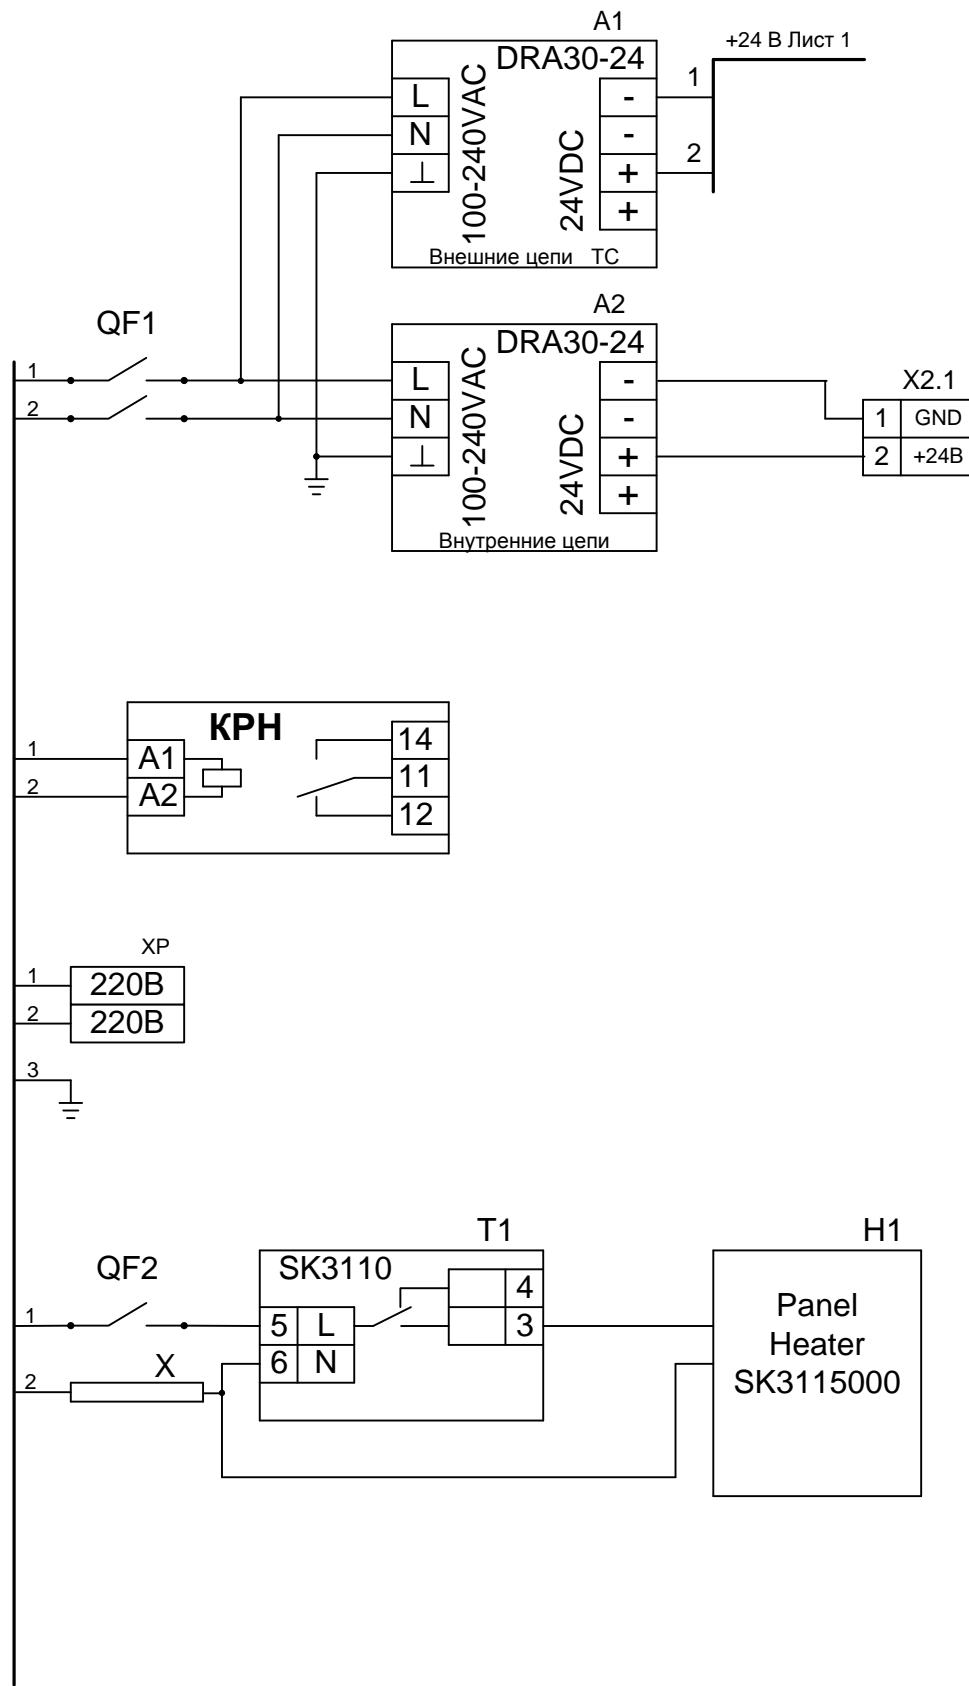 A1
+24 В Лист 1
DRA30-24
L
N
⊥
100-240VAC
24VDC
-
-
+
+
1
2
Внешние цепи ТС
A2
DRA30-24
L
N
⊥
100-240VAC
24VDC
-
-
+
+
Внутренние цепи
QF1
1
2
X2.1
1 GND
2 +24В
КРН
1
2
A1
A2
14
11
12
XP
1
2
220В
220В
3
T1
H1
QF2
SK3110
1
5 L
6 N
4
3
2
X
Panel
Heater
SK3115000